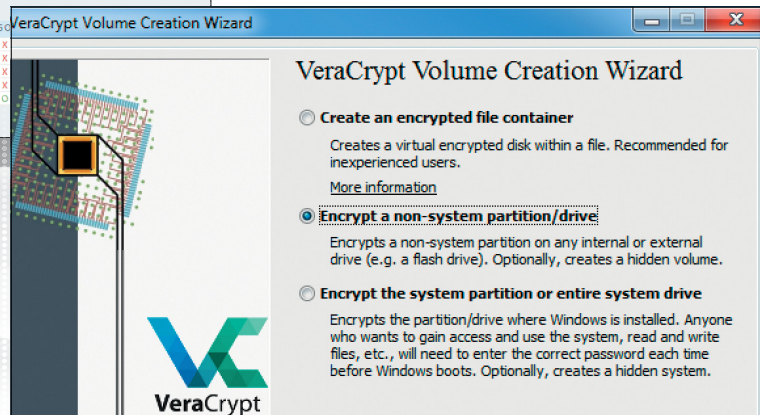 VeraCrypt Volume Creation Wizard
VeraCrypt Volume Creation Wizard
Create an encrypted file container
Creates a virtual encrypted disk within a file. Recommended for
inexperienced users.
More information
Encrypt a non-system partition/drive
Encrypts a non-system partition on any internal or external
drive (e.g. a flash drive). Optionally, creates a hidden volume.
Encrypt the system partition or entire system drive
Encrypts the partition/drive where Windows is installed. Anyone
who wants to gain access and use the system, read and write
files, etc., will need to enter the correct password each time
before Windows boots. Optionally, creates a hidden system.
VeraCrypt